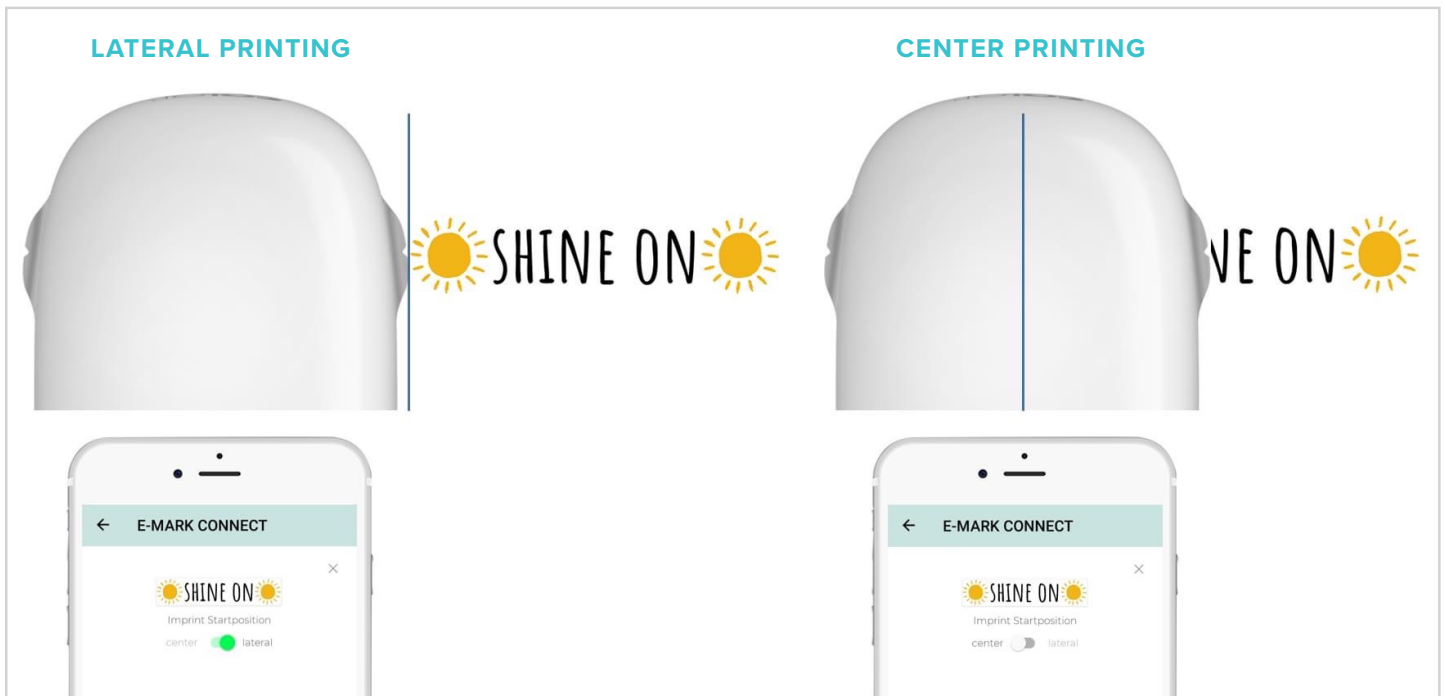 LATERAL PRINTING
SHINE ON
E-MARK CONNECT
SHINE ON
Imprint Startposition
center lateral
CENTER PRINTING
NE ON
E-MARK CONNECT
SHINE ON
Imprint Startposition
center lateral